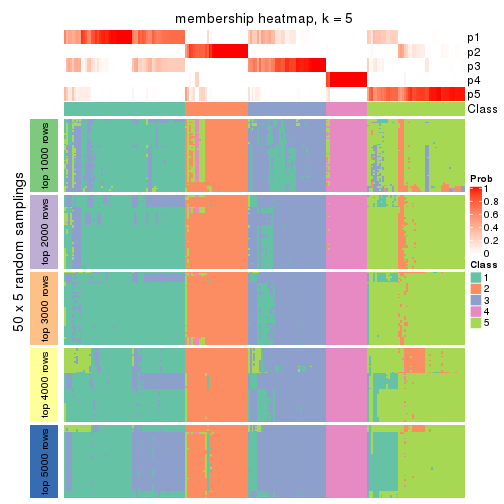 membership heatmap, k = 5
p1
p2
p3
p4
p5
Class
50 x 5 random samplings
top 1000 rows
top 2000 rows
top 3000 rows
top 4000 rows
top 5000 rows
Prob
1
0.8
0.6
0.4
0.2
0
Class
1
2
3
4
5